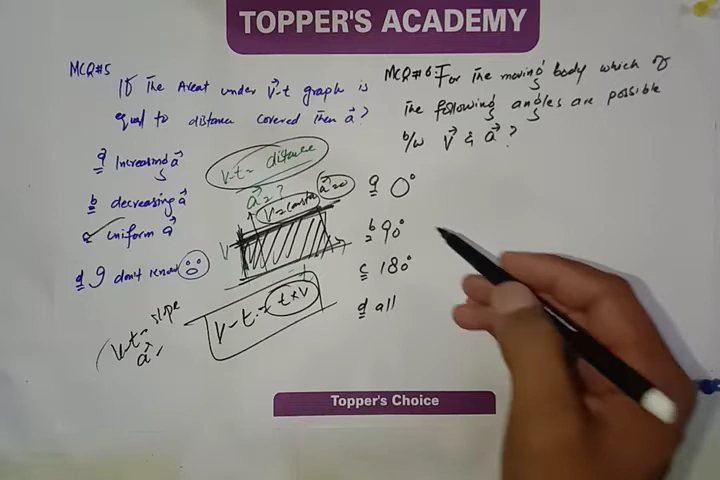 TOPPER'S ACADEMY
MCQ#5
If The Areat under v⃗-t graph is
equal to distance covered Then a⃗?
a Increasing a⃗
b decreasing a⃗
c uniform a⃗
d I don't know
v-t = distance
a⃗ = ?
V=constan
a⃗=0
V
t
V-t = t×v
v-t = slope
a⃗ =
MCQ#6: For The moving body which of
The following angles are possible
b/w V⃗ & a⃗?
a 0°
b 90°
c 180°
d all
Topper's Choice